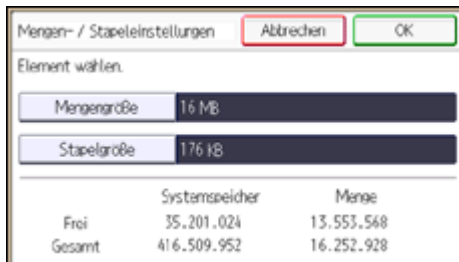 Mengen- / Stapeleinstellungen Abbrechen OK
Element wählen.
Mengengröße 16 MB
Stapelgröße 176 KB
Systemspeicher Menge
Frei 35.201.024 13.553.568
Gesamt 416.509.952 16.252.928